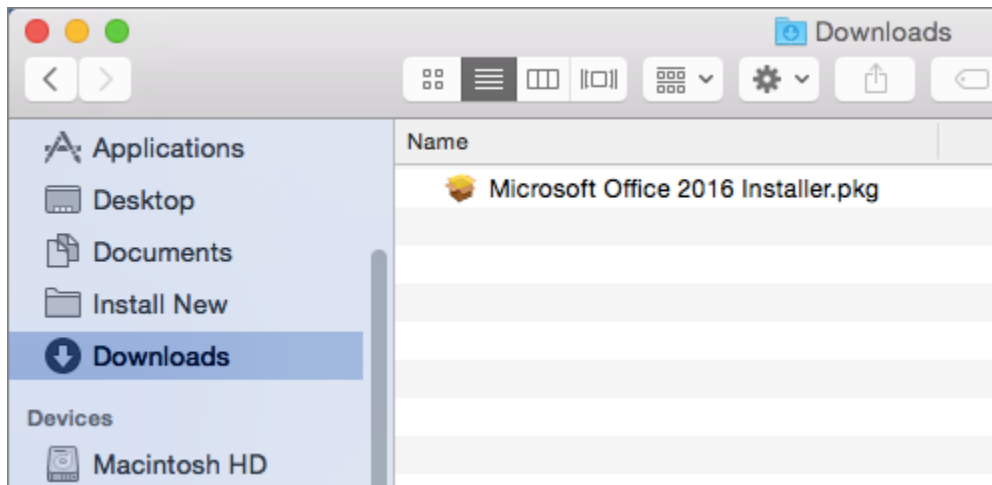 Downloads
Applications
Desktop
Documents
Install New
Downloads
Devices
Macintosh HD
Name
Microsoft Office 2016 Installer.pkg